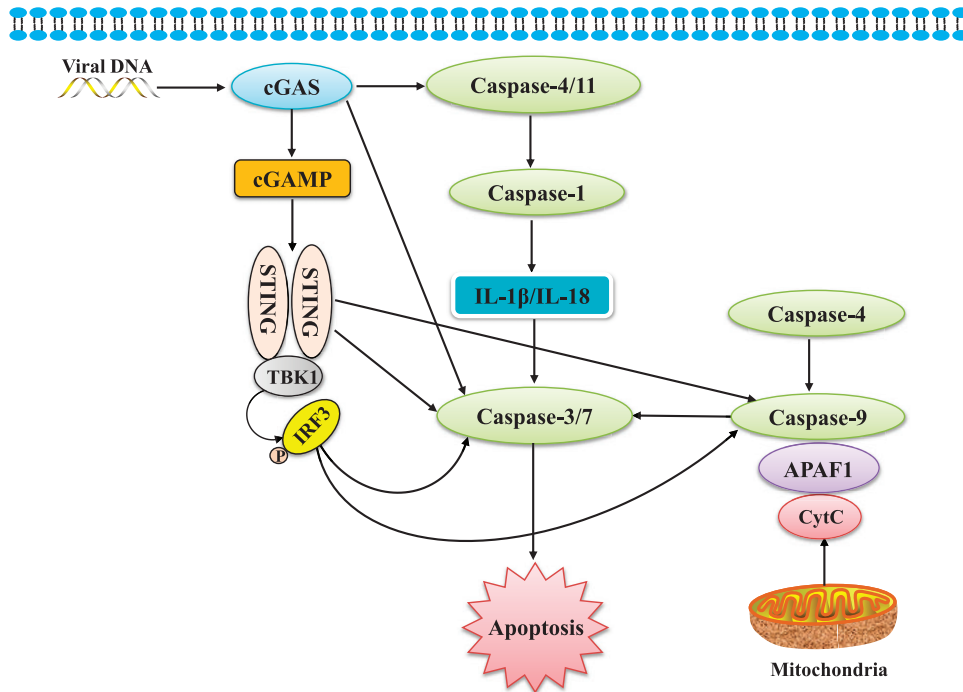 Viral DNA
cGAS
Caspase-4/11
cGAMP
Caspase-1
STING
STING
IL-1β/IL-18
Caspase-4
TBK1
IRF3
P
Caspase-3/7
Caspase-9
APAF1
CytC
Apoptosis
Mitochondria